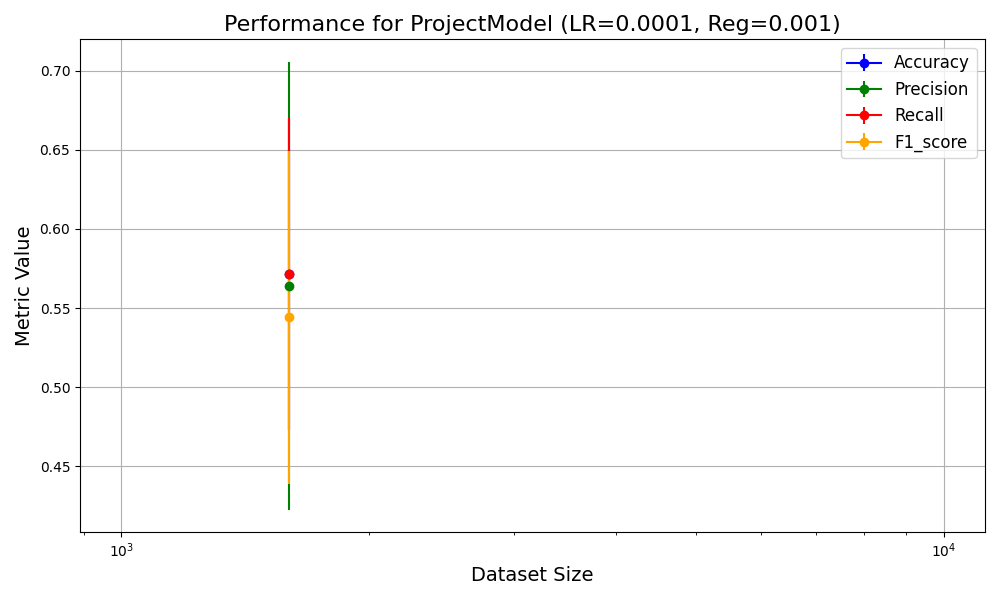 Performance for ProjectModel (LR=0.0001, Reg=0.001)
Accuracy
Precision
Recall
F1_score
Metric Value
0.70
0.65
0.60
0.55
0.50
0.45
10³
10⁴
Dataset Size